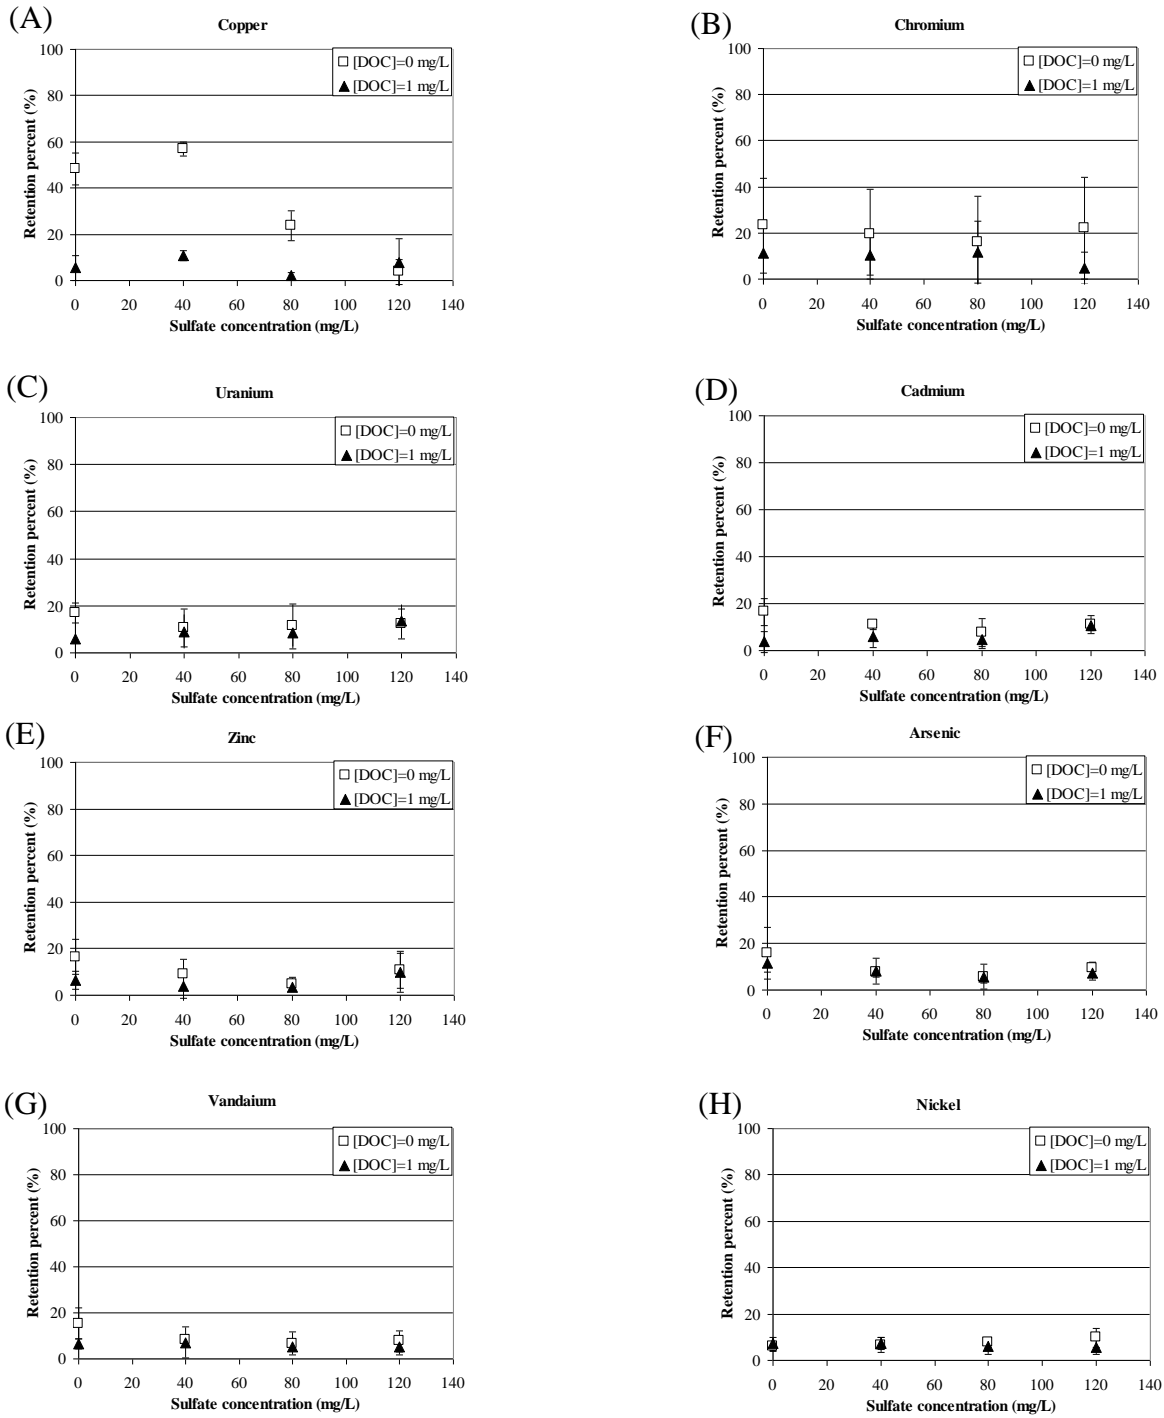 (A)
Copper
[DOC]=0 mg/L
[DOC]=1 mg/L
Retention percent (%)
100
80
60
40
20
0
0 20 40 60 80 100 120 140
Sulfate concentration (mg/L)
(B)
Chromium
[DOC]=0 mg/L
[DOC]=1 mg/L
Retention percent (%)
100
80
60
40
20
0
0 20 40 60 80 100 120 140
Sulfate concentration (mg/L)
(C)
Uranium
[DOC]=0 mg/L
[DOC]=1 mg/L
Retention percent (%)
100
80
60
40
20
0
0 20 40 60 80 100 120 140
Sulfate concentration (mg/L)
(D)
Cadmium
[DOC]=0 mg/L
[DOC]=1 mg/L
Retention percent (%)
100
80
60
40
20
0
0 20 40 60 80 100 120 140
Sulfate concentration (mg/L)
(E)
Zinc
[DOC]=0 mg/L
[DOC]=1 mg/L
Retention percent (%)
100
80
60
40
20
0
0 20 40 60 80 100 120 140
Sulfate concentration (mg/L)
(F)
Arsenic
[DOC]=0 mg/L
[DOC]=1 mg/L
Retention percent (%)
100
80
60
40
20
0
0 20 40 60 80 100 120 140
Sulfate concentration (mg/L)
(G)
Vandaium
[DOC]=0 mg/L
[DOC]=1 mg/L
Retention percent (%)
100
80
60
40
20
0
0 20 40 60 80 100 120 140
Sulfate concentration (mg/L)
(H)
Nickel
[DOC]=0 mg/L
[DOC]=1 mg/L
Retention percent (%)
100
80
60
40
20
0
0 20 40 60 80 100 120 140
Sulfate concentration (mg/L)